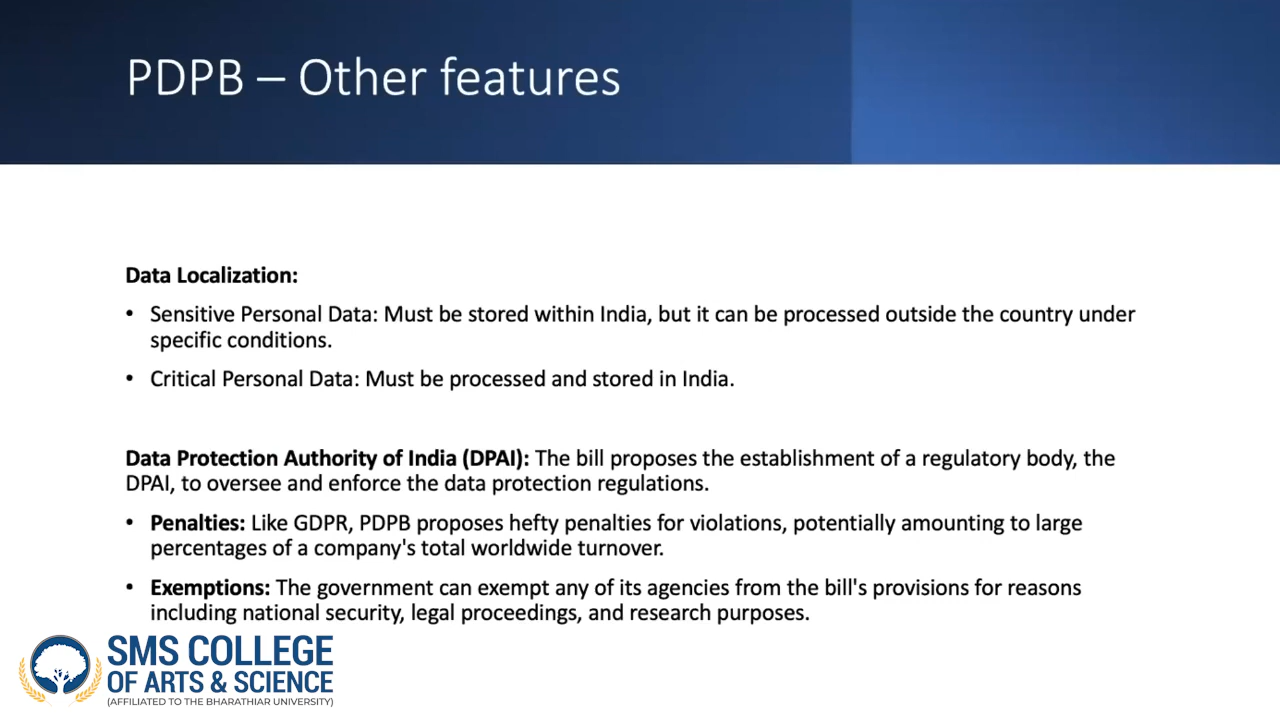 PDPB – Other features
Data Localization:
• Sensitive Personal Data: Must be stored within India, but it can be processed outside the country under
specific conditions.
• Critical Personal Data: Must be processed and stored in India.
Data Protection Authority of India (DPAI): The bill proposes the establishment of a regulatory body, the
DPAI, to oversee and enforce the data protection regulations.
• Penalties: Like GDPR, PDPB proposes hefty penalties for violations, potentially amounting to large
percentages of a company's total worldwide turnover.
• Exemptions: The government can exempt any of its agencies from the bill's provisions for reasons
including national security, legal proceedings, and research purposes.
SMS COLLEGE
OF ARTS & SCIENCE
(AFFILIATED TO THE BHARATHIAR UNIVERSITY)